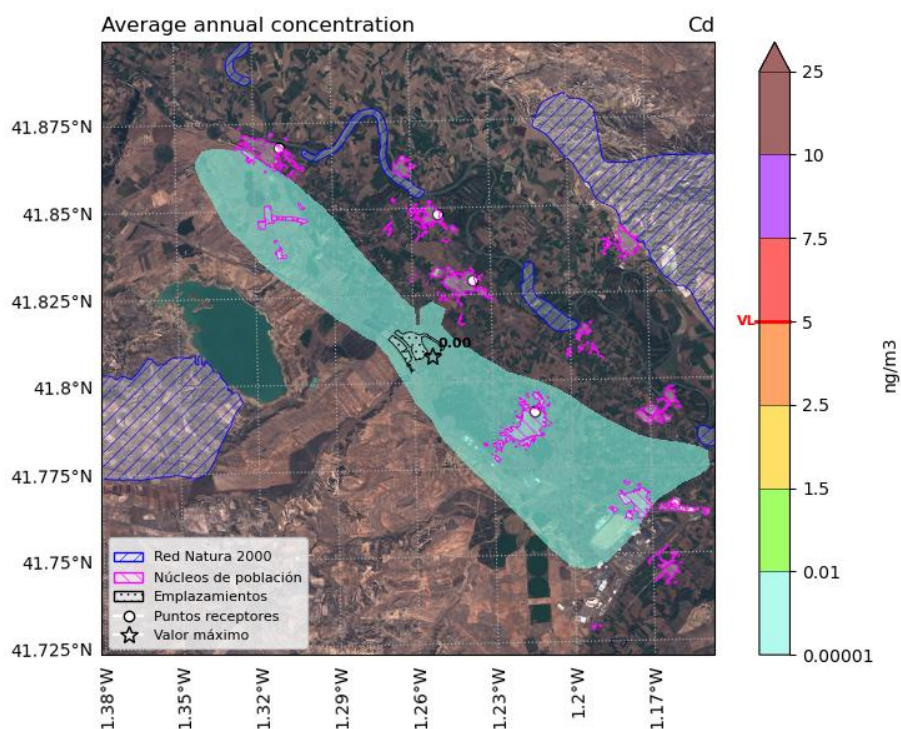 Average annual concentration Cd
41.875°N
41.85°N
41.825°N
41.8°N
41.775°N
41.75°N
41.725°N
0.00
Red Natura 2000
Núcleos de población
Emplazamientos
Puntos receptores
Valor máximo
1.38°W 1.35°W 1.32°W 1.29°W 1.26°W 1.23°W 1.2°W 1.17°W
25
10
7.5
VL 5
2.5
1.5
0.01
0.00001
ng/m3